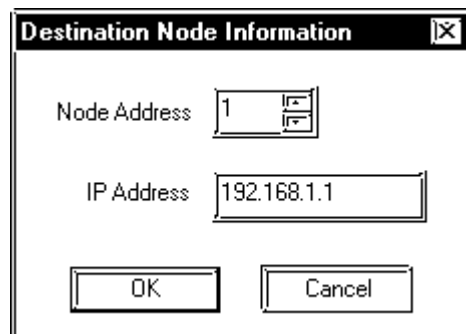 Destination Node Information
Node Address 1
IP Address 192.168.1.1
OK Cancel